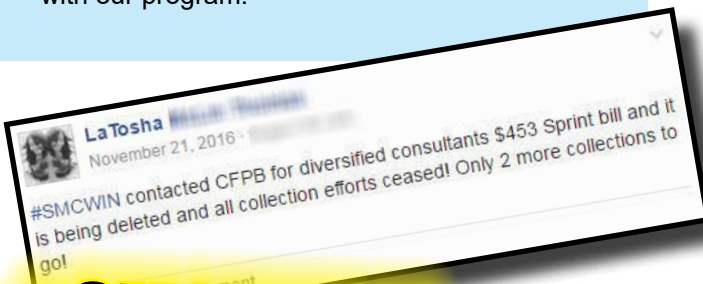 with our program.
LaTosha
November 21, 2016 ·
#SMCWIN contacted CFPB for diversified consultants $453 Sprint bill and it
is being deleted and all collection efforts ceased! Only 2 more collections to
go!